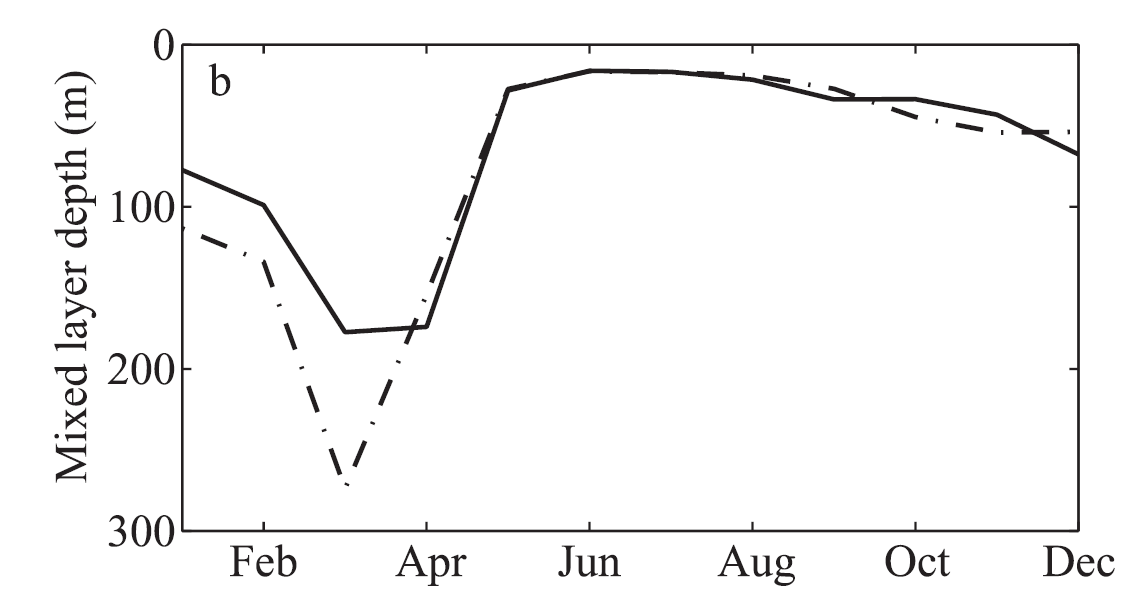 b
Mixed layer depth (m)
0
100
200
300
Feb Apr Jun Aug Oct Dec